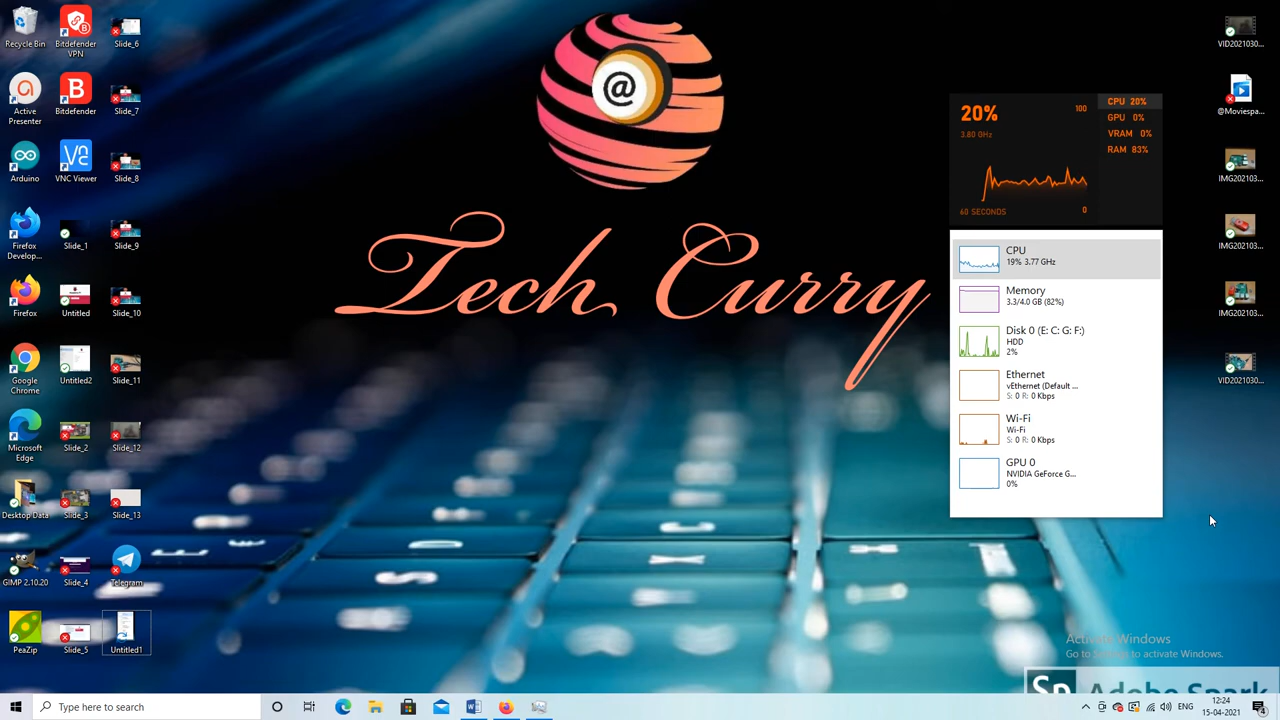 Recycle Bin
Bitdefender
VPN
Slide_6
Active
Presenter
Bitdefender
Slide_7
Arduino
VNC Viewer
Slide_8
Firefox
Develop...
Slide_1
Slide_9
Firefox
Untitled
Slide_10
Google
Chrome
Untitled2
Slide_11
Microsoft
Edge
Slide_2
Slide_12
Desktop Data
Slide_3
Slide_13
GIMP 2.10.20
Slide_4
Telegram
PeaZip
Slide_5
Untitled1
@
Tech Curry
20%
3.80 GHz
100
60 SECONDS
0
CPU 20%
GPU 0%
VRAM 0%
RAM 83%
CPU
19% 3.77 GHz
Memory
3.3/4.0 GB (82%)
Disk 0 (E: C: G: F:)
HDD
2%
Ethernet
vEthernet (Default ...
S: 0 R: 0 Kbps
Wi-Fi
Wi-Fi
S: 0 R: 0 Kbps
GPU 0
NVIDIA GeForce G...
0%
VID2021030...
@Moviespa...
IMG202103...
IMG202103...
IMG202103...
VID2021030...
Activate Windows
Go to Settings to activate Windows.
Sp Adobe Spark
Type here to search
ENG
12:24
15-04-2021
4